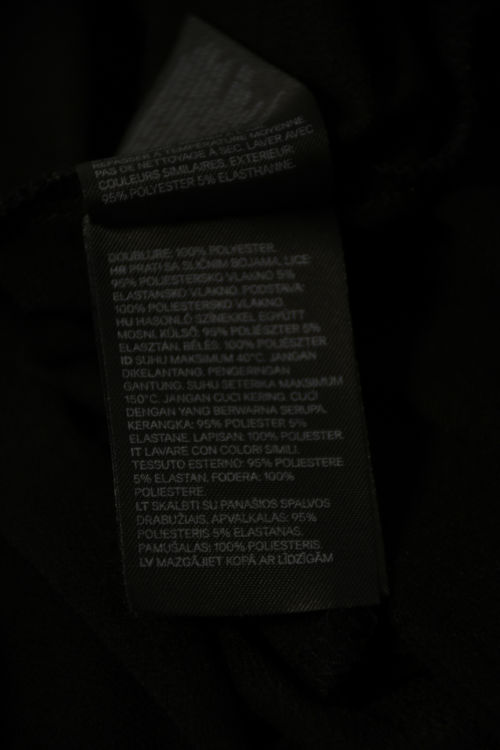 REPASSER À TEMPÉRATURE MOYENNE.
PAS DE NETTOYAGE À SEC. LAVER AVEC
COULEURS SIMILAIRES. EXTÉRIEUR:
95% POLYESTER 5% ELASTHANNE.
DOUBLURE: 100% POLYESTER.
HR PRATI SA SLIČNIM BOJAMA. LICE:
95% POLIESTERSKO VLAKNO 5%
ELASTANSKO VLAKNO. PODSTAVA:
100% POLIESTERSKO VLAKNO.
HU HASONLÓ SZÍNEKKEL EGYÜTT
MOSNI. KÜLSŐ: 95% POLIÉSZTER 5%
ELASZTÁN. BÉLÉS: 100% POLIÉSZTER
ID SUHU MAKSIMUM 40°C. JANGAN
DIKELANTANG. PENGERINGAN
GANTUNG. SUHU SETERIKA MAKSIMUM
150°C. JANGAN CUCI KERING. CUCI
DENGAN YANG BERWARNA SERUPA.
KERANGKA: 95% POLIESTER 5%
ELASTANE. LAPISAN: 100% POLIESTER
IT LAVARE CON COLORI SIMILI.
TESSUTO ESTERNO: 95% POLIESTERE
5% ELASTAN. FODERA: 100%
POLIESTERE.
LT SKALBTI SU PANAŠIOS SPALVOS
DRABUŽIAIS. APVALKALAS: 95%
POLIESTERIS 5% ELASTANAS.
PAMUŠALAS: 100% POLIESTERIS
LV MAZGĀJIET KOPĀ AR LĪDZĪGĀM